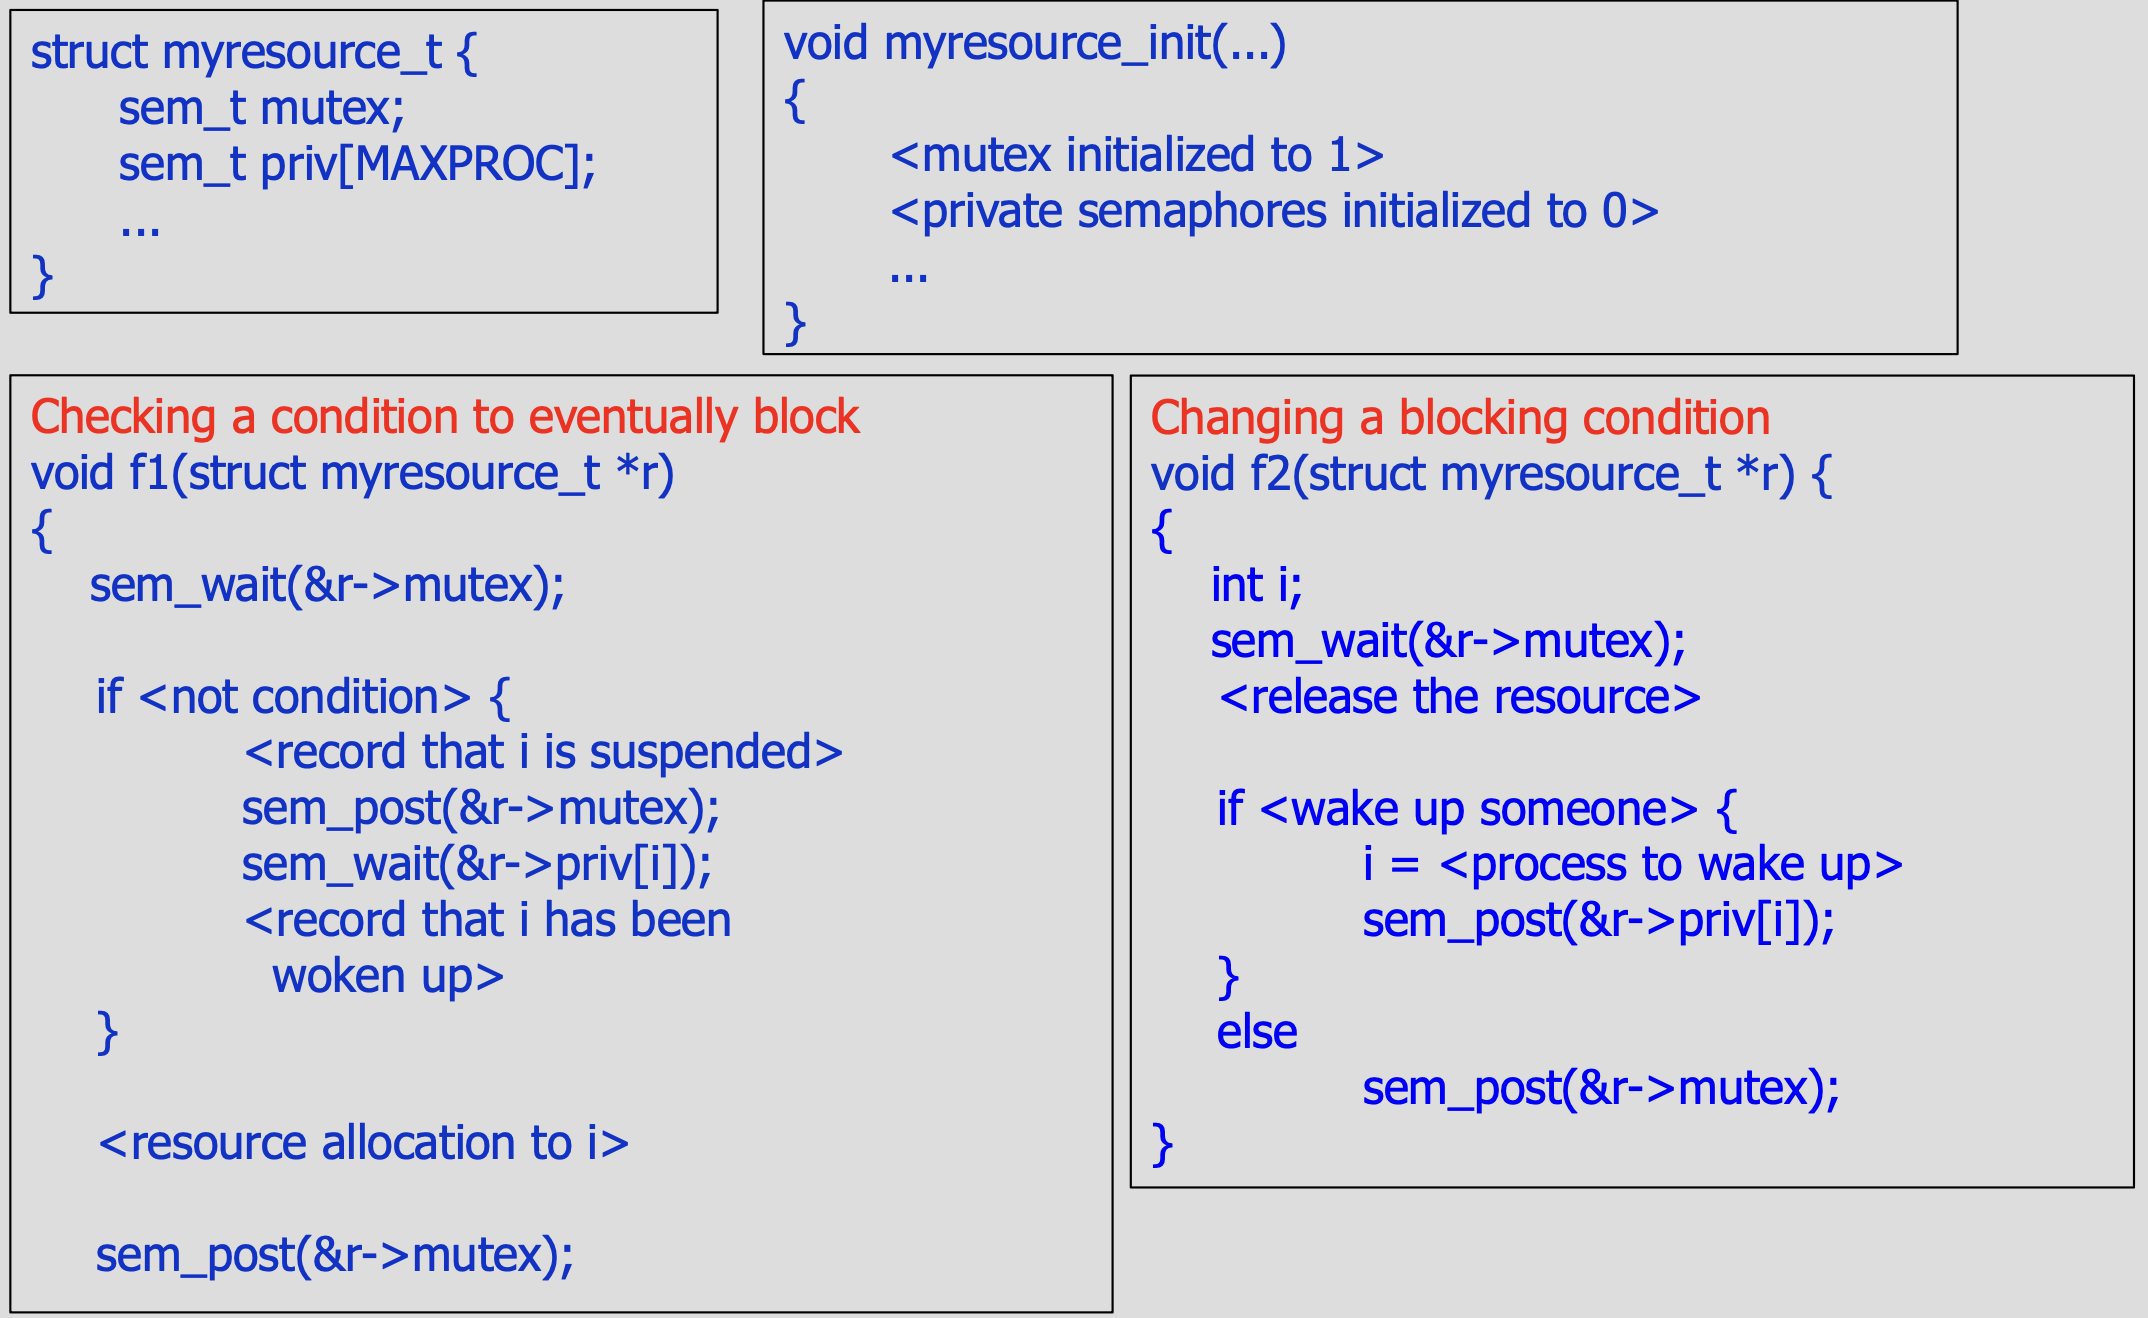 struct myresource_t {
sem_t mutex;
sem_t priv[MAXPROC];
...
}
void myresource_init(...)
{
<mutex initialized to 1>
<private semaphores initialized to 0>
...
}
Checking a condition to eventually block
void f1(struct myresource_t *r)
{
sem_wait(&r->mutex);
if <not condition> {
<record that i is suspended>
sem_post(&r->mutex);
sem_wait(&r->priv[i]);
<record that i has been
woken up>
}
<resource allocation to i>
sem_post(&r->mutex);
Changing a blocking condition
void f2(struct myresource_t *r) {
{
int i;
sem_wait(&r->mutex);
<release the resource>
if <wake up someone> {
i = <process to wake up>
sem_post(&r->priv[i]);
}
else
sem_post(&r->mutex);
}